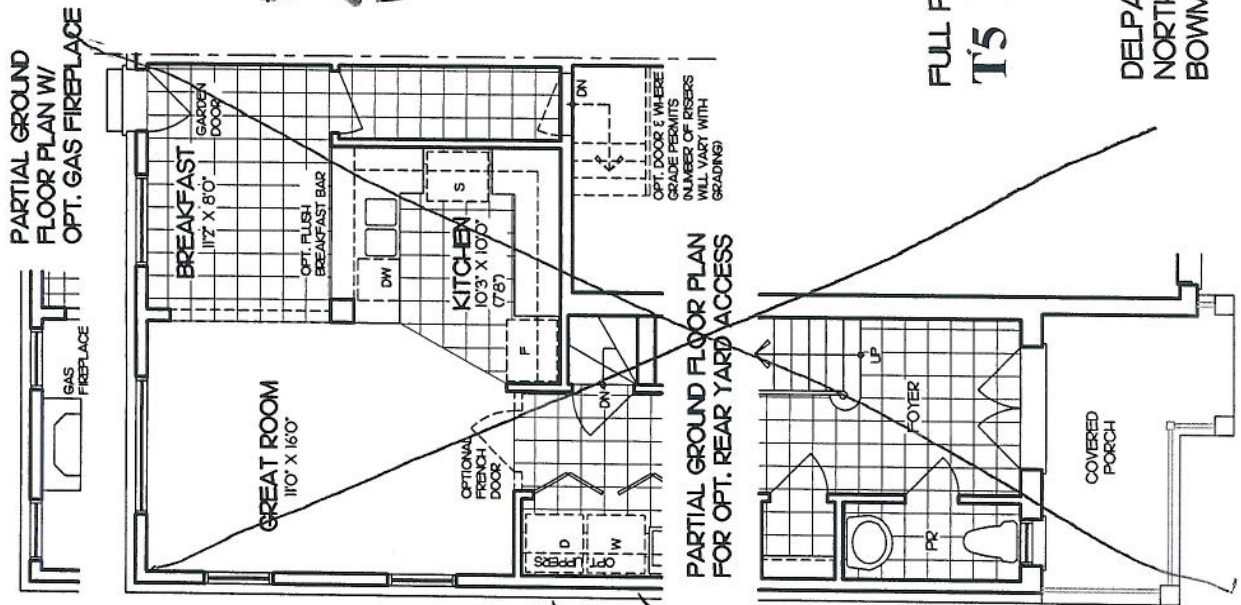 PARTIAL GROUND
FLOOR PLAN W/
OPT. GAS FIREPLACE
GAS
FIREPLACE
BREAKFAST
11'2" X 8'0"
GARDEN
DOOR
OPT. FLUSH
BREAKFAST BAR
DW
S
KITCHEN
10'3" X 10'0"
(7'8")
F
GREAT ROOM
11'0" X 16'0"
OPTIONAL
FRENCH
DOOR
DN
D
W
OPT. UPPERS
DN
OPT. DOOR & WHERE
GRADE PERMITS
(NUMBER OF RISERS
WILL VARY WITH
GRADING)
PARTIAL GROUND FLOOR PLAN
FOR OPT. REAR YARD ACCESS
UP
FOYER
PR
COVERED
PORCH
FULL
T5
DELPA
NORT
BOWM